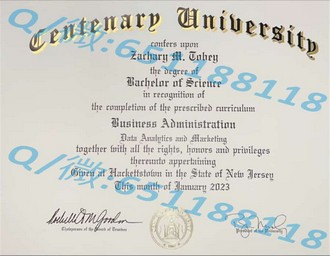 Centenary University
confers upon
Zachary M. Tobey
the degree of
Bachelor of Science
in recognition of
the completion of the prescribed curriculum
Business Administration
Data Analytics and Marketing
together with all the rights, honors and privileges
thereunto appertaining
Given at Hackettstown in the State of New Jersey
This month of January 2023
Q/微:651188118
Q/微:651188118
Q/微:651188118